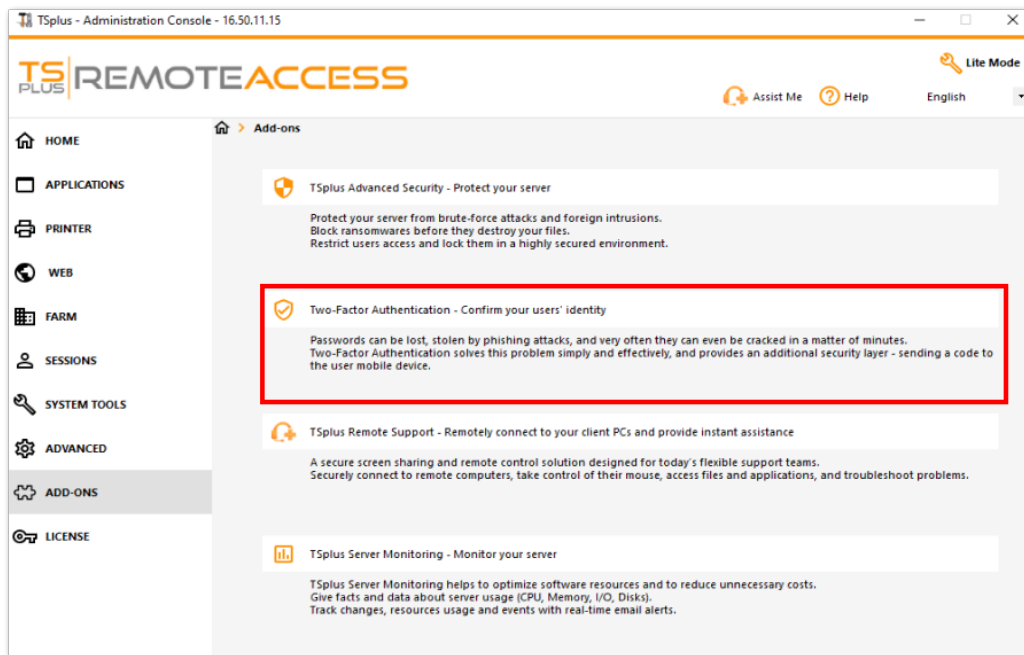 TSplus - Administration Console - 16.50.11.15
TS PLUS REMOTEACCESS
Lite Mode
Assist Me
Help
English
HOME
APPLICATIONS
PRINTER
WEB
FARM
SESSIONS
SYSTEM TOOLS
ADVANCED
ADD-ONS
LICENSE
Add-ons
TSplus Advanced Security - Protect your server
Protect your server from brute-force attacks and foreign intrusions.
Block ransomwares before they destroy your files.
Restrict users access and lock them in a highly secured environment.
Two-Factor Authentication - Confirm your users' identity
Passwords can be lost, stolen by phishing attacks, and very often they can even be cracked in a matter of minutes.
Two-Factor Authentication solves this problem simply and effectively, and provides an additional security layer - sending a code to
the user mobile device.
TSplus Remote Support - Remotely connect to your client PCs and provide instant assistance
A secure screen sharing and remote control solution designed for today's flexible support teams.
Securely connect to remote computers, take control of their mouse, access files and applications, and troubleshoot problems.
TSplus Server Monitoring - Monitor your server
TSplus Server Monitoring helps to optimize software resources and to reduce unnecessary costs.
Give facts and data about server usage (CPU, Memory, I/O, Disks).
Track changes, resources usage and events with real-time email alerts.